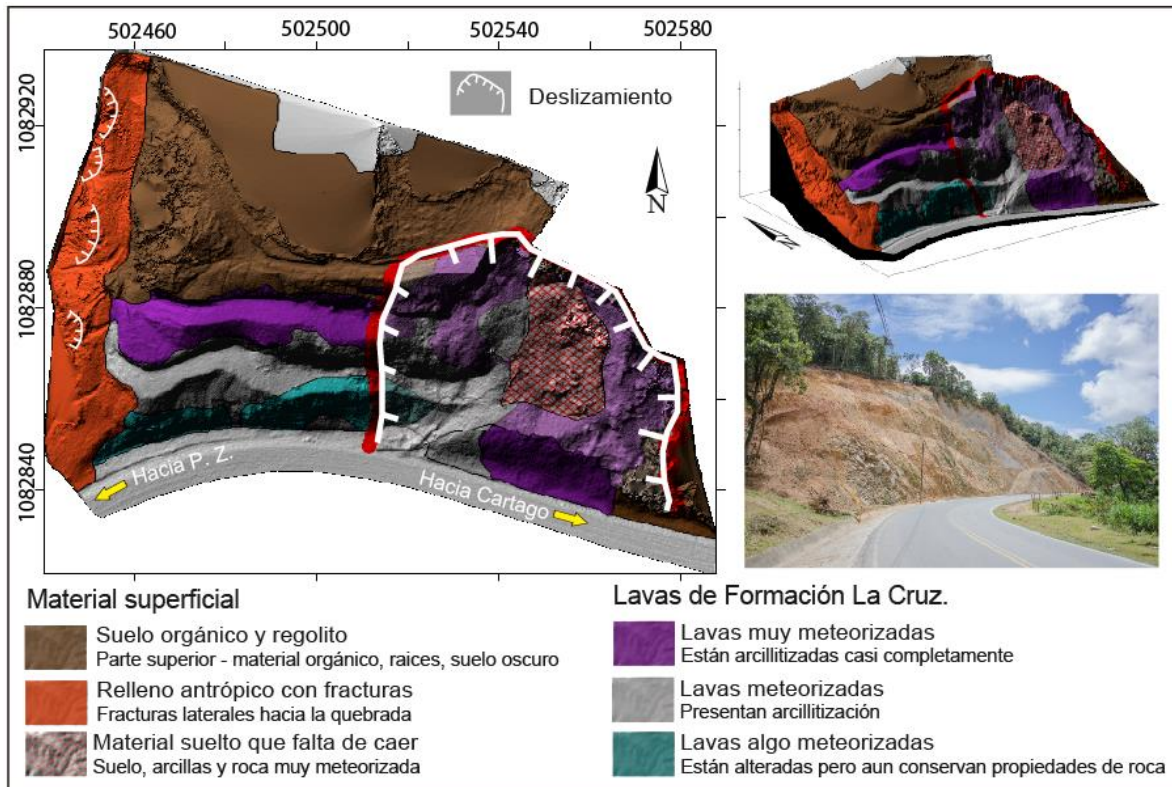 502460
502500
502540
502580
082920
082880
082840
Deslizamiento
N
N
Hacia P. Z.
Hacia Cartago
Material superficial
Suelo orgánico y regolito
Parte superior - material orgánico, raices, suelo oscuro
Relleno antrópico con fracturas
Fracturas laterales hacia la quebrada
Material suelto que falta de caer
Suelo, arcillas y roca muy meteorizada
Lavas de Formación La Cruz.
Lavas muy meteorizadas
Están arcillitizadas casi completamente
Lavas meteorizadas
Presentan arcillitización
Lavas algo meteorizadas
Están alteradas pero aun conservan propiedades de roca